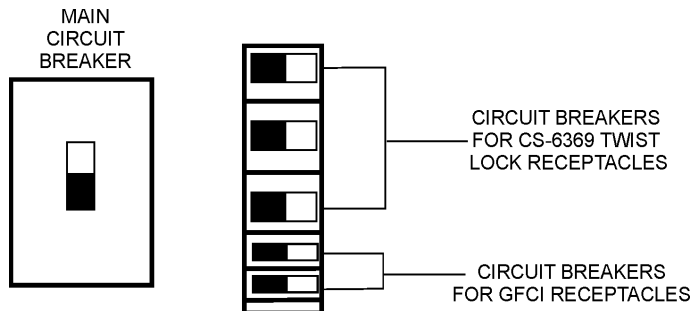 MAIN
CIRCUIT
BREAKER
CIRCUIT BREAKERS
FOR CS-6369 TWIST
LOCK RECEPTACLES
CIRCUIT BREAKERS
FOR GFCI RECEPTACLES